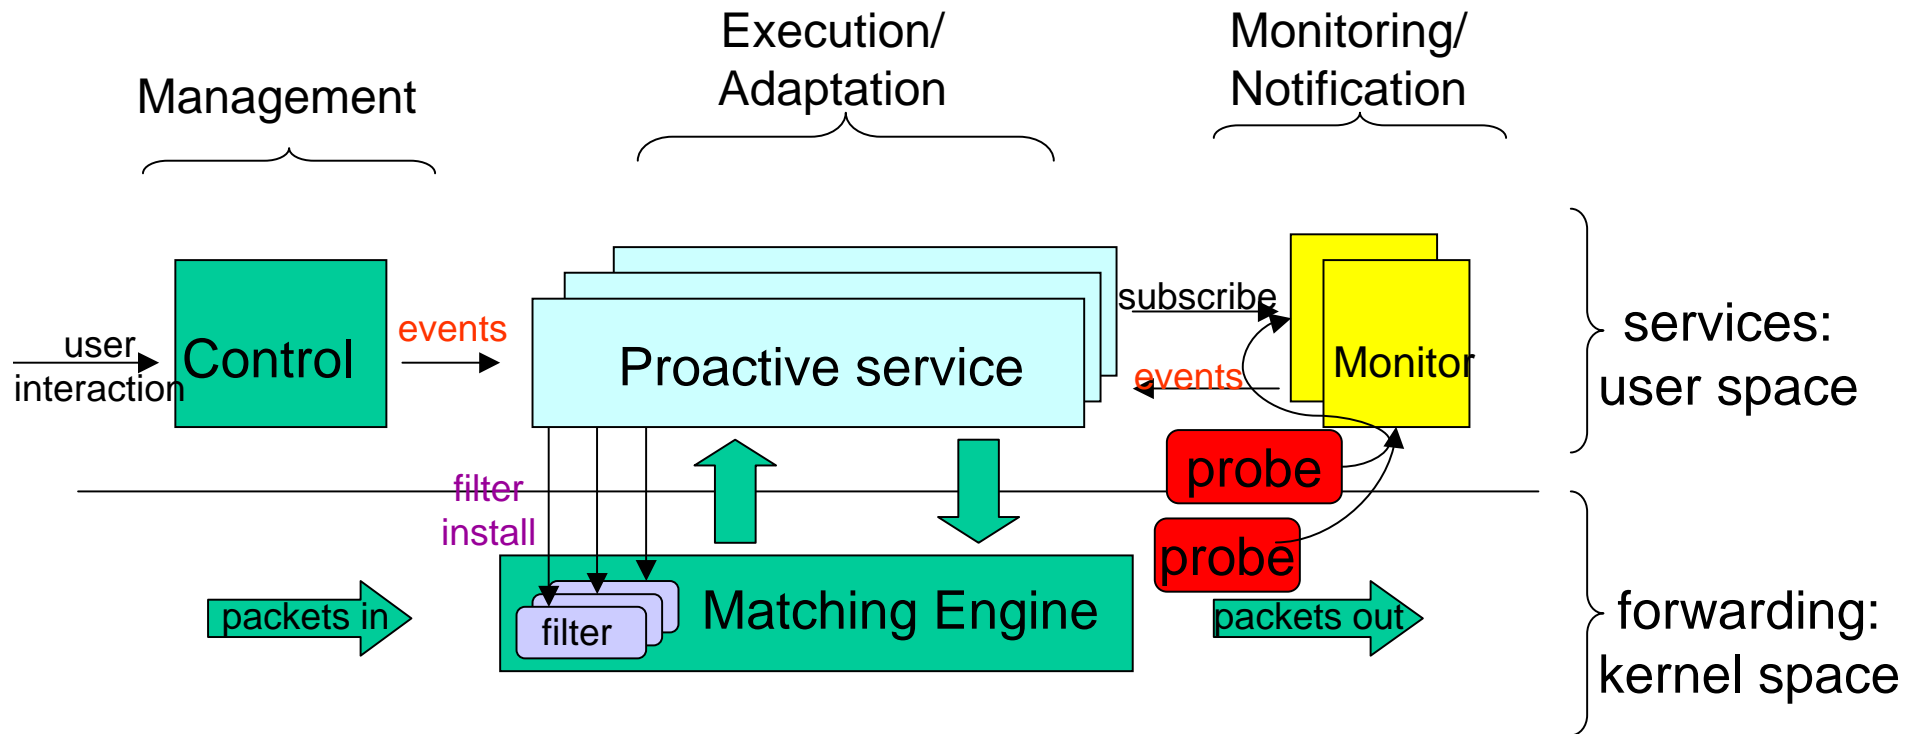 Execution/
Adaptation
Monitoring/
Notification
Management
user
interaction
Control
events
Proactive service
subscribe
events
Monitor
services:
user space
filter
install
probe
probe
packets in
filter
Matching Engine
packets out
forwarding:
kernel space